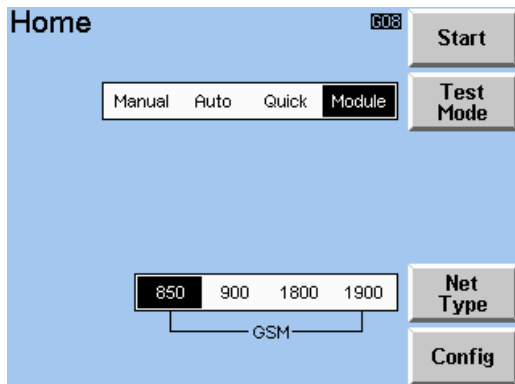 Home
G08
Start
Manual Auto Quick Module
Test
Mode
850 900 1800 1900
GSM
Net
Type
Config